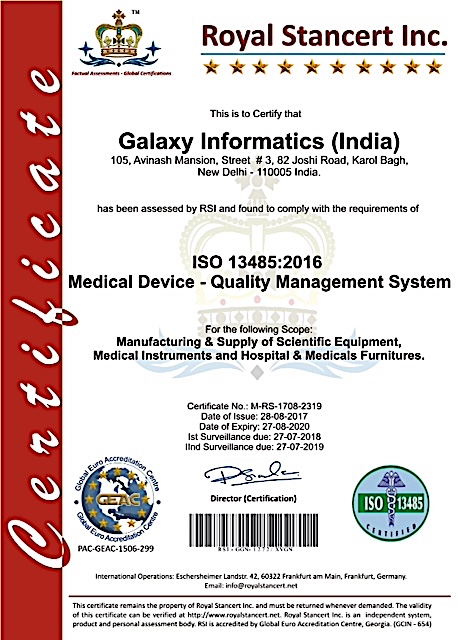 Certificate
TM
Factual Assessments - Global Certifications
Royal Stancert Inc.
This is to Certify that
Galaxy Informatics (India)
105, Avinash Mansion, Street # 3, 82 Joshi Road, Karol Bagh,
New Delhi - 110005 India.
has been assessed by RSI and found to comply with the requirements of
ISO 13485:2016
Medical Device - Quality Management System
For the following Scope:
Manufacturing & Supply of Scientific Equipment,
Medical Instruments and Hospital & Medicals Furnitures.
Certificate No.: M-RS-1708-2319
Date of Issue: 28-08-2017
Date of Expiry: 27-08-2020
Ist Surveillance due: 27-07-2018
IInd Surveillance due: 27-07-2019
Global Euro Accreditation Centre
GEAC
Global Euro Accreditation Centre
PAC-GEAC-1506-299
Director (Certification)
ISO 13485
CERTIFIED
International Operations: Eschersheimer Landstr. 42, 60322 Frankfurt am Main, Frankfurt, Germany.
Email: info@royalstancert.net
This certificate remains the property of Royal Stancert Inc. and must be returned whenever demanded. The validity
of this certificate can be verified at http://www.royalstancert.net. Royal Stancert Inc. is an independent system,
product and personal assessment body. RSI is accredited by Global Euro Accredited Centre, Georgia. (GCIN - 654)